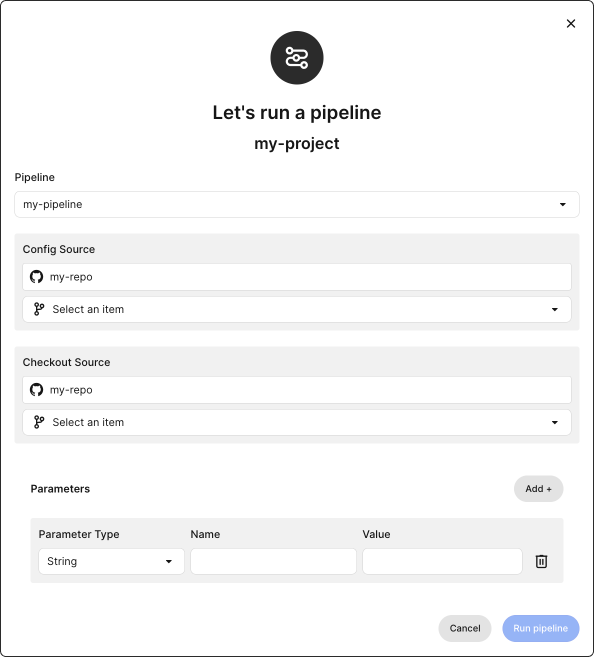 Let's run a pipeline
my-project
Pipeline
my-pipeline
Config Source
my-repo
Select an item
Checkout Source
my-repo
Select an item
Parameters
Add +
Parameter Type Name Value
String
Cancel Run pipeline